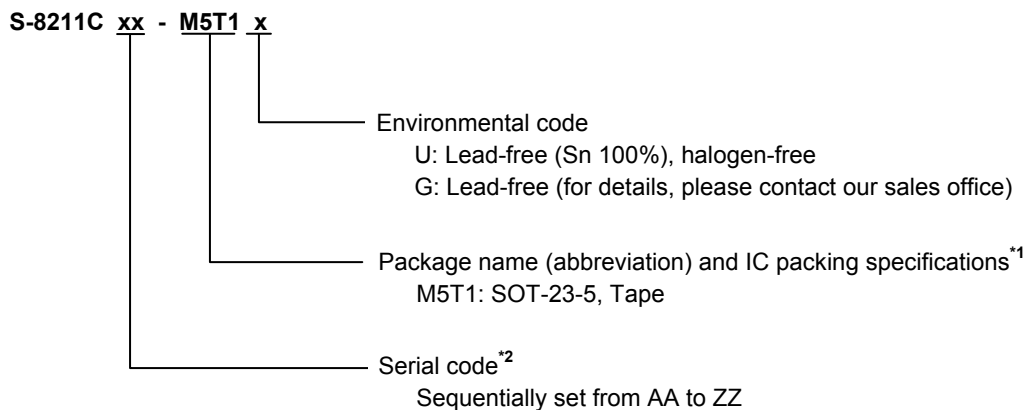 S-8211C xx - M5T1 x
Environmental code
U: Lead-free (Sn 100%), halogen-free
G: Lead-free (for details, please contact our sales office)
Package name (abbreviation) and IC packing specifications*1
M5T1: SOT-23-5, Tape
Serial code*2
Sequentially set from AA to ZZ